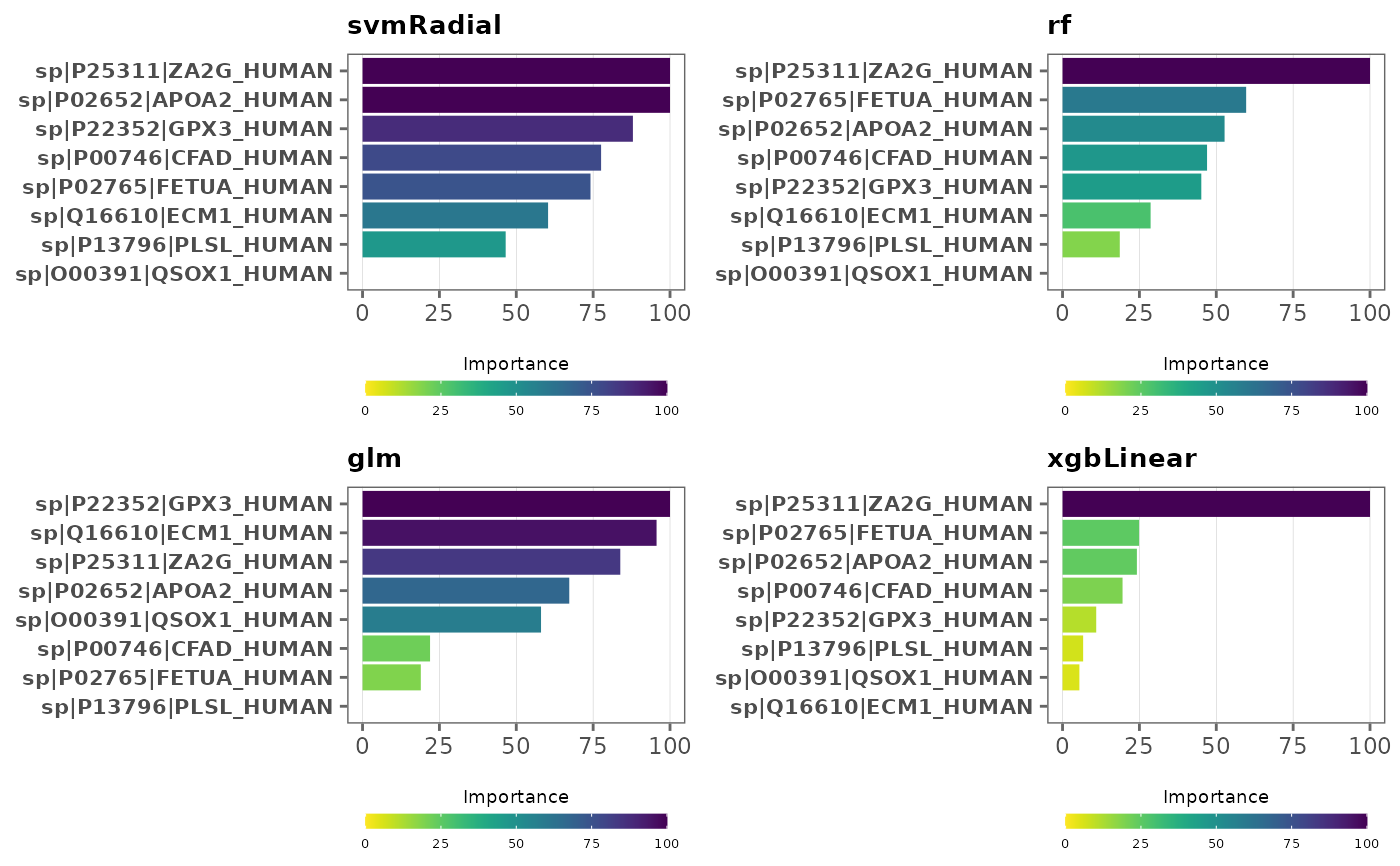 svmRadial
sp|P25311|ZA2G_HUMAN
sp|P02652|APOA2_HUMAN
sp|P22352|GPX3_HUMAN
sp|P00746|CFAD_HUMAN
sp|P02765|FETUA_HUMAN
sp|Q16610|ECM1_HUMAN
sp|P13796|PLSL_HUMAN
sp|O00391|QSOX1_HUMAN
0 25 50 75 100
Importance
0 25 50 75 100
rf
sp|P25311|ZA2G_HUMAN
sp|P02765|FETUA_HUMAN
sp|P02652|APOA2_HUMAN
sp|P00746|CFAD_HUMAN
sp|P22352|GPX3_HUMAN
sp|Q16610|ECM1_HUMAN
sp|P13796|PLSL_HUMAN
sp|O00391|QSOX1_HUMAN
0 25 50 75 100
Importance
0 25 50 75 100
glm
sp|P22352|GPX3_HUMAN
sp|Q16610|ECM1_HUMAN
sp|P25311|ZA2G_HUMAN
sp|P02652|APOA2_HUMAN
sp|O00391|QSOX1_HUMAN
sp|P00746|CFAD_HUMAN
sp|P02765|FETUA_HUMAN
sp|P13796|PLSL_HUMAN
0 25 50 75 100
Importance
0 25 50 75 100
xgbLinear
sp|P25311|ZA2G_HUMAN
sp|P02765|FETUA_HUMAN
sp|P02652|APOA2_HUMAN
sp|P00746|CFAD_HUMAN
sp|P22352|GPX3_HUMAN
sp|P13796|PLSL_HUMAN
sp|O00391|QSOX1_HUMAN
sp|Q16610|ECM1_HUMAN
0 25 50 75 100
Importance
0 25 50 75 100